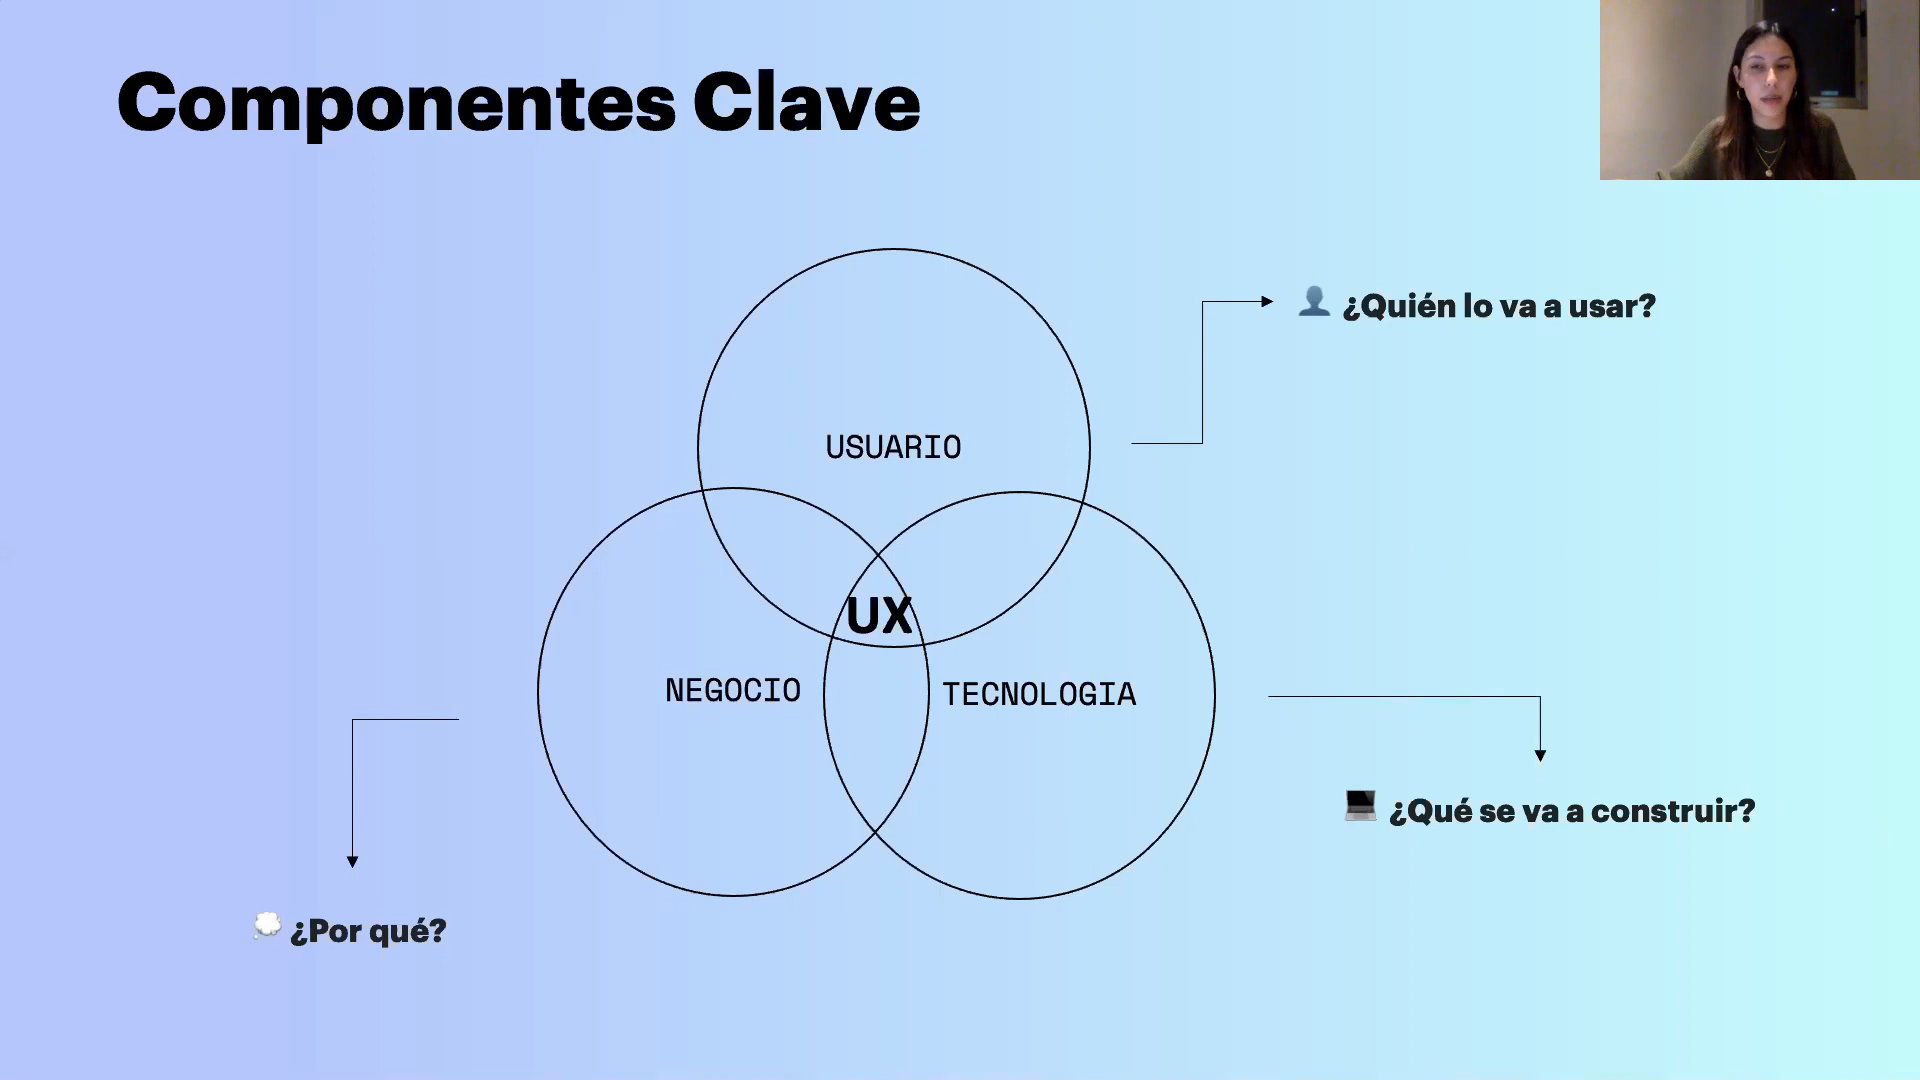 Componentes Clave
¿Quién lo va a usar?
USUARIO
UX
NEGOCIO
TECNOLOGIA
¿Qué se va a construir?
¿Por qué?